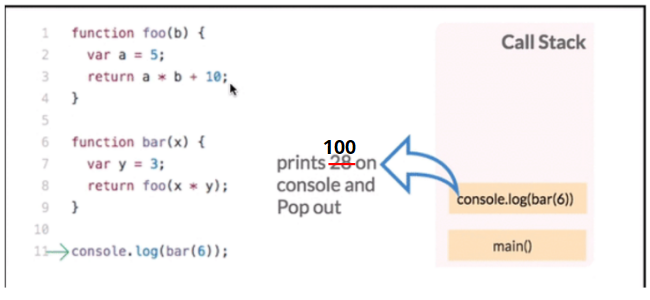 1 function foo(b) {
2 var a = 5;
3 return a * b + 10;
4 }
5
6 function bar(x) {
7 var y = 3;
8 return foo(x * y);
9 }
10
11 console.log(bar(6));
100
prints 28 on
console and
Pop out
Call Stack
console.log(bar(6))
main()